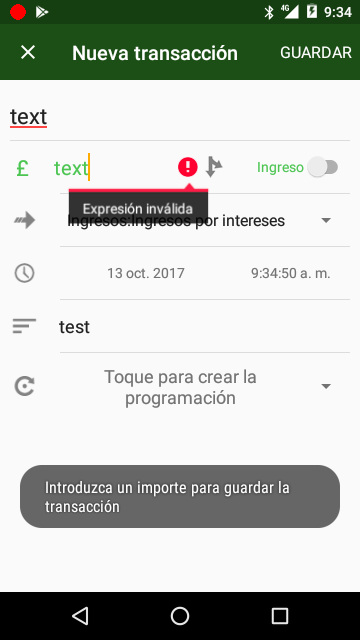 4G 9:34
Nueva transacción GUARDAR
text
£ text Ingreso
Expresión inválida
Ingresos:Ingresos por intereses
13 oct. 2017 9:34:50 a. m.
test
Toque para crear la
programación
Introduzca un importe para guardar la
transacción